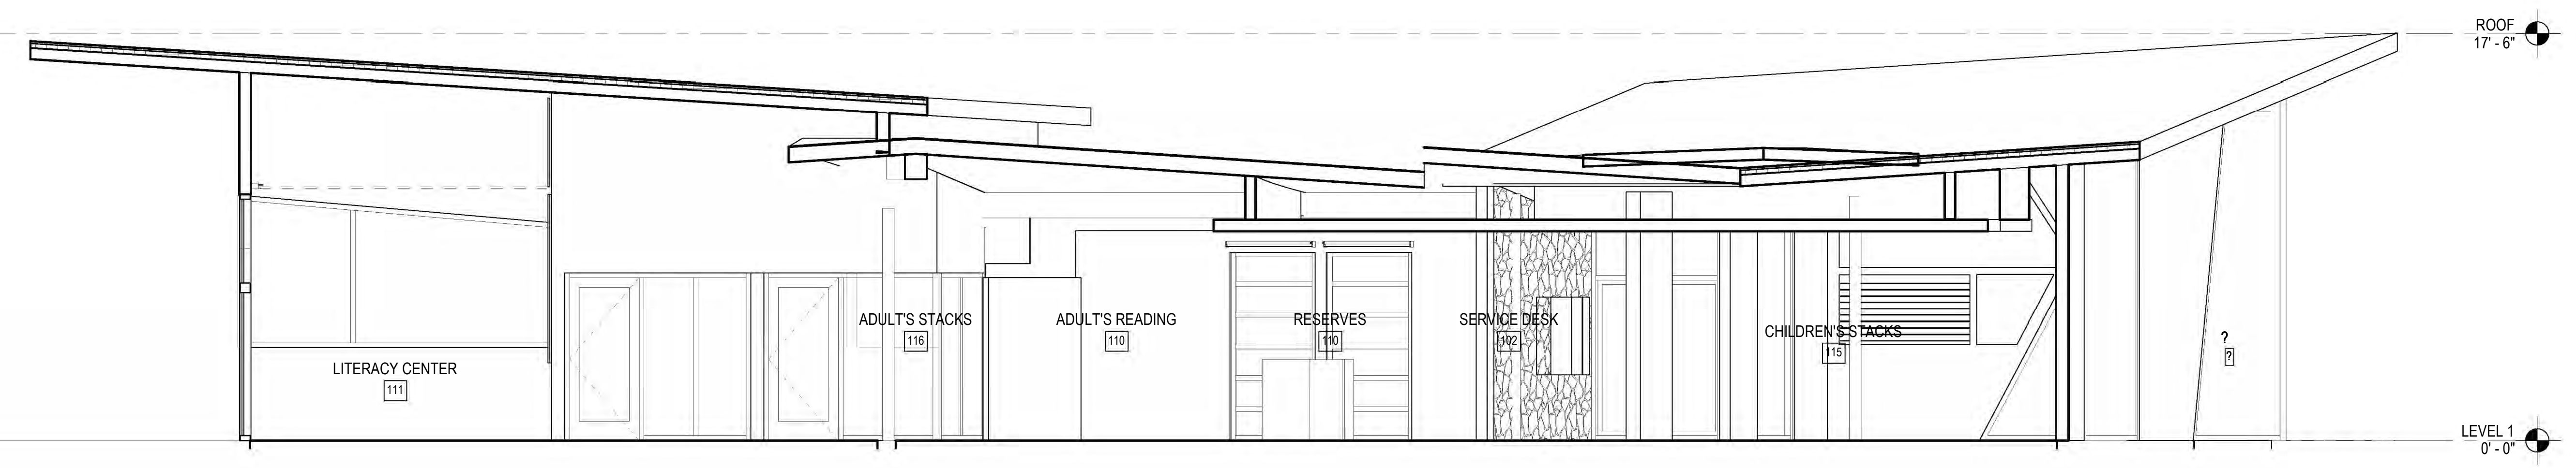 ROOF
17' - 6"
ADULT'S STACKS
116
ADULT'S READING
110
RESERVES
110
SERVICE DESK
102
CHILDREN'S STACKS
115
?
?
LITERACY CENTER
111
LEVEL 1
0' - 0"